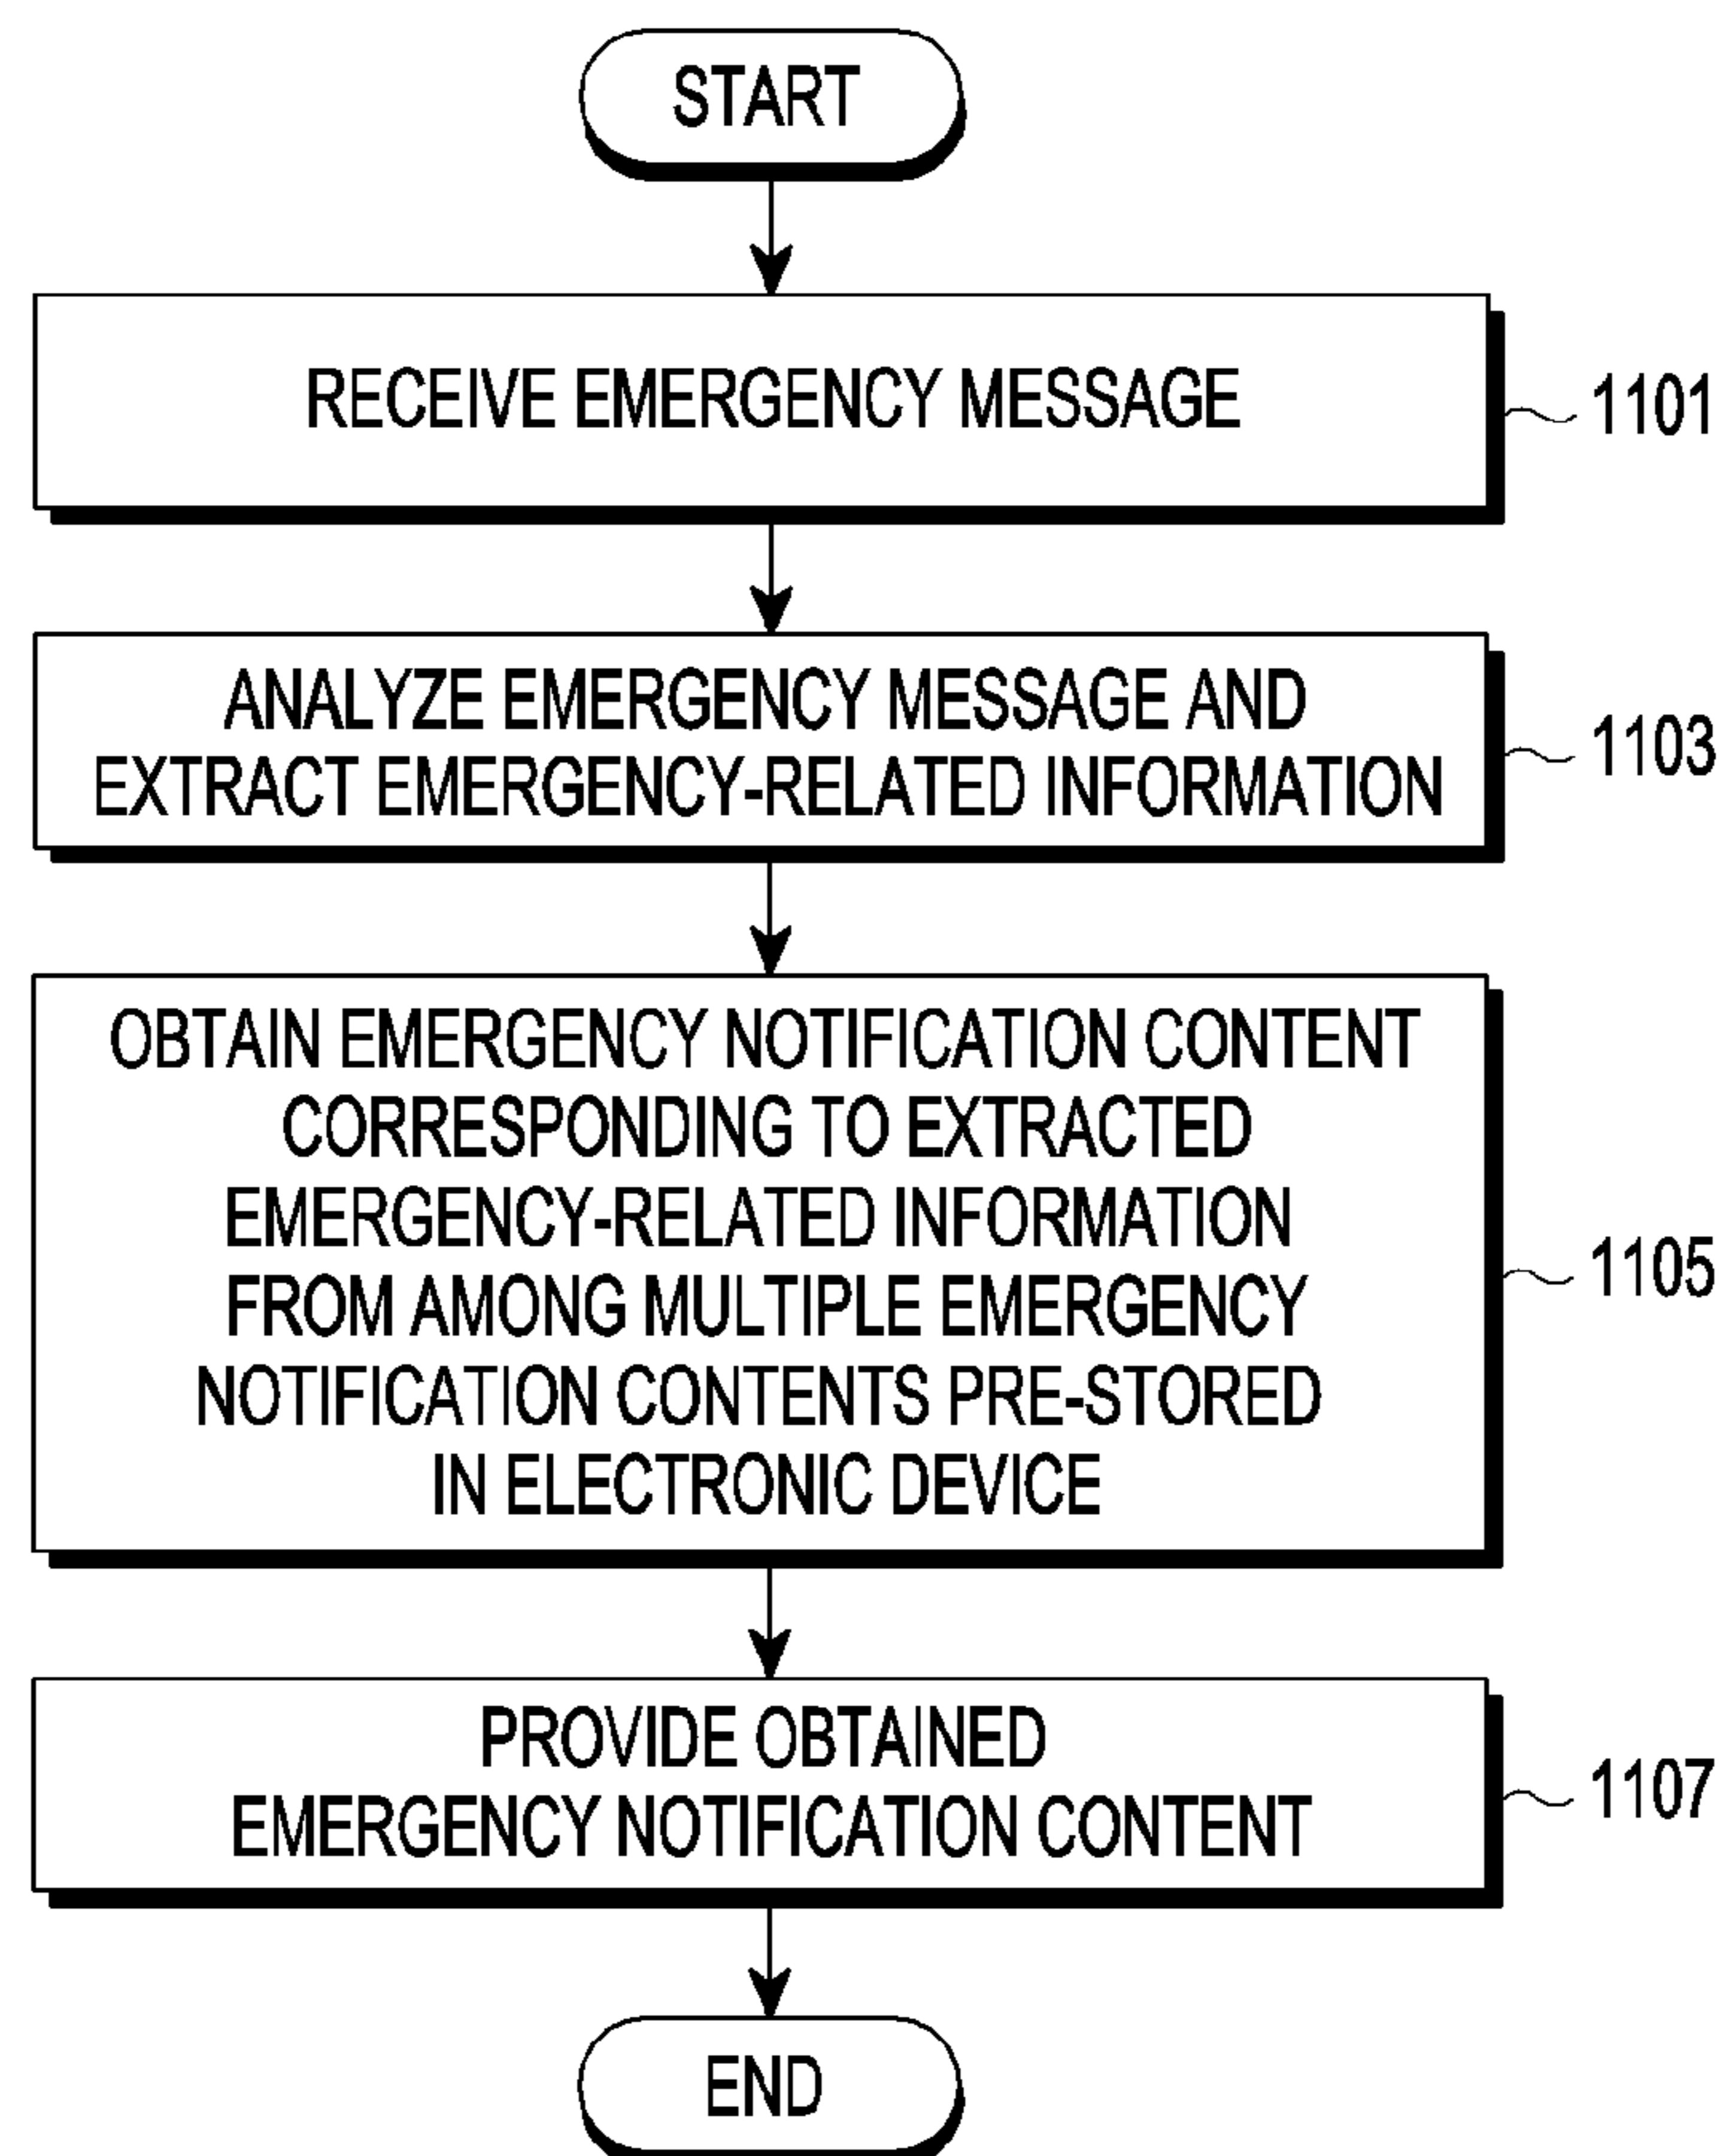 START
RECEIVE EMERGENCY MESSAGE
1101
ANALYZE EMERGENCY MESSAGE AND
EXTRACT EMERGENCY-RELATED INFORMATION
1103
OBTAIN EMERGENCY NOTIFICATION CONTENT
CORRESPONDING TO EXTRACTED
EMERGENCY-RELATED INFORMATION
FROM AMONG MULTIPLE EMERGENCY
NOTIFICATION CONTENTS PRE-STORED
IN ELECTRONIC DEVICE
1105
PROVIDE OBTAINED
EMERGENCY NOTIFICATION CONTENT
1107
END